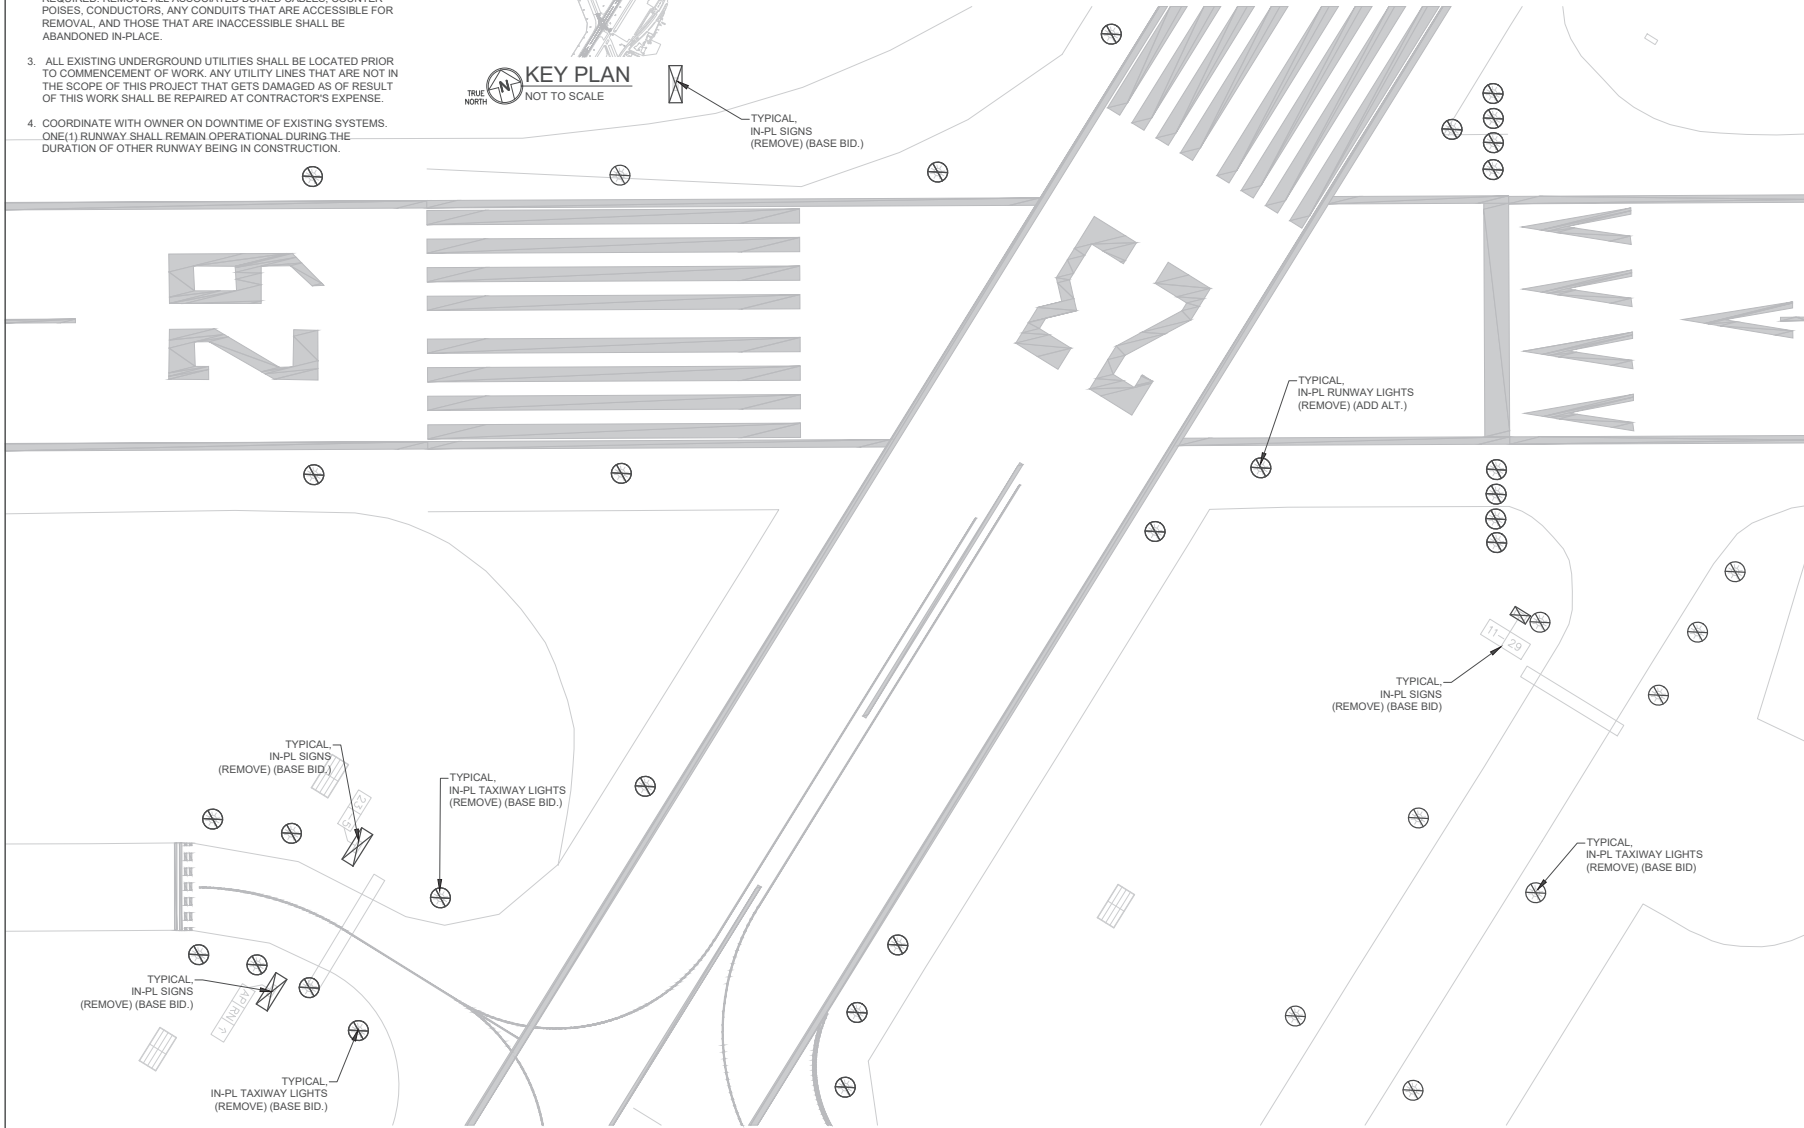 REQUIRED. REMOVE ALL ASSOCIATED BURIED CABLES, COUNTER
POISES, CONDUCTORS, ANY CONDUITS THAT ARE ACCESSIBLE FOR
REMOVAL, AND THOSE THAT ARE INACCESSIBLE SHALL BE
ABANDONED IN-PLACE.
3. ALL EXISTING UNDERGROUND UTILITIES SHALL BE LOCATED PRIOR
TO COMMENCEMENT OF WORK. ANY UTILITY LINES THAT ARE NOT IN
THE SCOPE OF THIS PROJECT THAT GETS DAMAGED AS OF RESULT
OF THIS WORK SHALL BE REPAIRED AT CONTRACTOR'S EXPENSE.
4. COORDINATE WITH OWNER ON DOWNTIME OF EXISTING SYSTEMS.
ONE(1) RUNWAY SHALL REMAIN OPERATIONAL DURING THE
DURATION OF OTHER RUNWAY BEING IN CONSTRUCTION.
TRUE
NORTH
N
KEY PLAN
NOT TO SCALE
TYPICAL,
IN-PL SIGNS
(REMOVE) (BASE BID.)
29
23
TYPICAL,
IN-PL RUNWAY LIGHTS
(REMOVE) (ADD ALT.)
11-29
TYPICAL,
IN-PL SIGNS
(REMOVE) (BASE BID)
TYPICAL,
IN-PL SIGNS
(REMOVE) (BASE BID.)
23-5
TYPICAL,
IN-PL TAXIWAY LIGHTS
(REMOVE) (BASE BID.)
TYPICAL,
IN-PL TAXIWAY LIGHTS
(REMOVE) (BASE BID)
TYPICAL,
IN-PL SIGNS
(REMOVE) (BASE BID.)
APRN ↑
TYPICAL,
IN-PL TAXIWAY LIGHTS
(REMOVE) (BASE BID.)